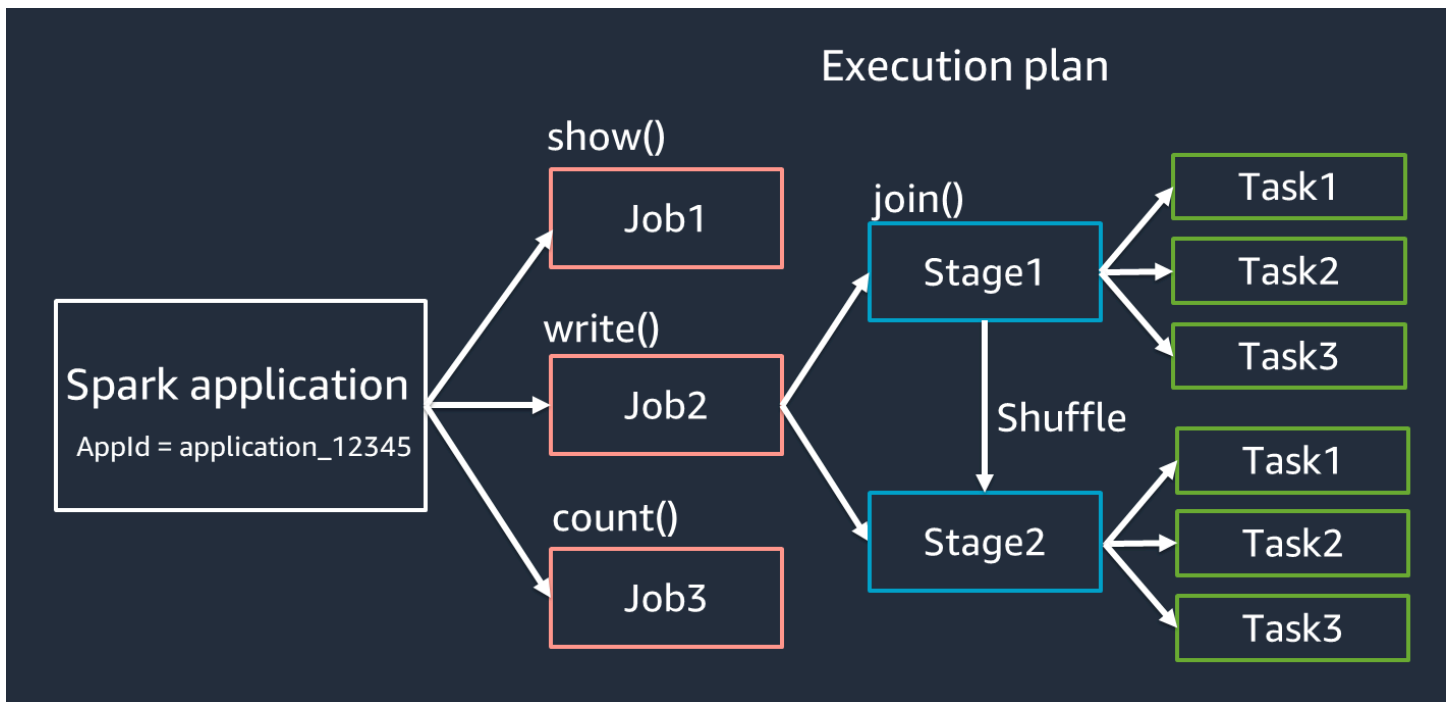 Execution plan
show()
Job1
write()
Job2
count()
Job3
Spark application
AppId = application_12345
join()
Stage1
Shuffle
Stage2
Task1
Task2
Task3
Task1
Task2
Task3